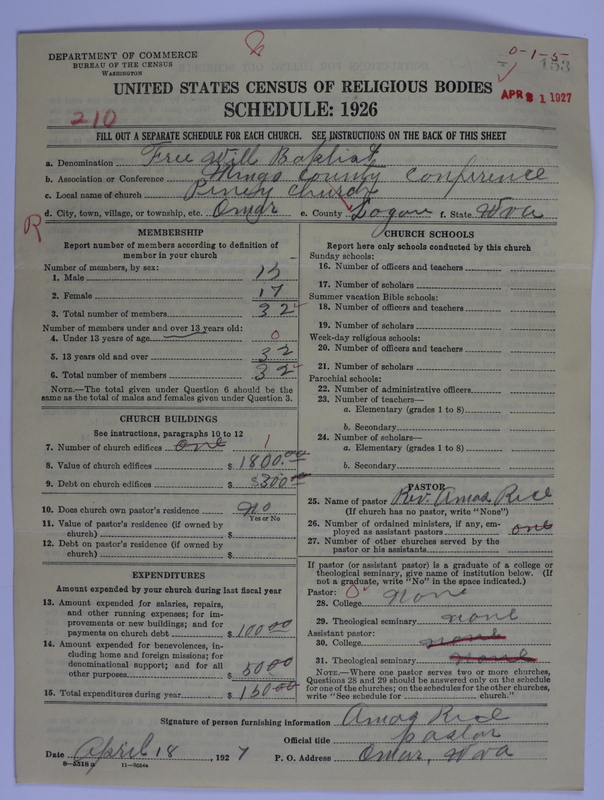 DEPARTMENT OF COMMERCE
BUREAU OF THE CENSUS
WASHINGTON
0-1-5
153
UNITED STATES CENSUS OF RELIGIOUS BODIES
SCHEDULE: 1926
APR 21 1927
210
FILL OUT A SEPARATE SCHEDULE FOR EACH CHURCH. SEE INSTRUCTIONS ON THE BACK OF THIS SHEET
a. Denomination Free Will Baptist
b. Association or Conference Mingo County Conference
c. Local name of church Piney Church
d. City, town, village, or township, etc. Omar e. County Logan f. State Wva
R
MEMBERSHIP
Report number of members according to definition of
member in your church
Number of members, by sex:
1. Male 15
2. Female 17
3. Total number of members 32
Number of members under and over 13 years old:
4. Under 13 years of age 0
5. 13 years old and over 32
6. Total number of members 32
NOTE.—The total given under Question 6 should be the
same as the total of males and females given under Question 3.
CHURCH BUILDINGS
See instructions, paragraphs 10 to 12
7. Number of church edifices one 1
8. Value of church edifices $ 1800.00
9. Debt on church edifices $ 300.00
10. Does church own pastor's residence no
Yes or No
11. Value of pastor's residence (if owned by
church) $
12. Debt on pastor's residence (if owned by
church) $
EXPENDITURES
Amount expended by your church during last fiscal year
13. Amount expended for salaries, repairs,
and other running expenses; for im-
provements or new buildings; and for
payments on church debt $ 100 00
14. Amount expended for benevolences, in-
cluding home and foreign missions; for
denominational support; and for all
other purposes $ 50 00
15. Total expenditures during year $ 150 00
CHURCH SCHOOLS
Report here only schools conducted by this church
Sunday schools:
16. Number of officers and teachers
17. Number of scholars
Summer vacation Bible schools:
18. Number of officers and teachers
19. Number of scholars
Week-day religious schools:
20. Number of officers and teachers
21. Number of scholars
Parochial schools:
22. Number of administrative officers
23. Number of teachers—
a. Elementary (grades 1 to 8)
b. Secondary
24. Number of scholars—
a. Elementary (grades 1 to 8)
b. Secondary
PASTOR
25. Name of pastor Rev. Amos Rice
(If church has no pastor, write "None")
26. Number of ordained ministers, if any, em-
ployed as assistant pastors one
27. Number of other churches served by the
pastor or his assistants
If pastor (or assistant pastor) is a graduate of a college or
theological seminary, give name of institution below. (If
not a graduate, write "No" in the space indicated.)
Pastor: 0
28. College none
29. Theological seminary none
Assistant pastor:
30. College none
31. Theological seminary none
NOTE.—Where one pastor serves two or more churches,
Questions 28 and 29 should be answered only on the schedule
for one of the churches; on the schedules for the other churches,
write "See schedule for church."
Signature of person furnishing information Amos Rice
Official title pastor
Date April 18, 1927 P. O. Address Omar, Wva
8-5518 a